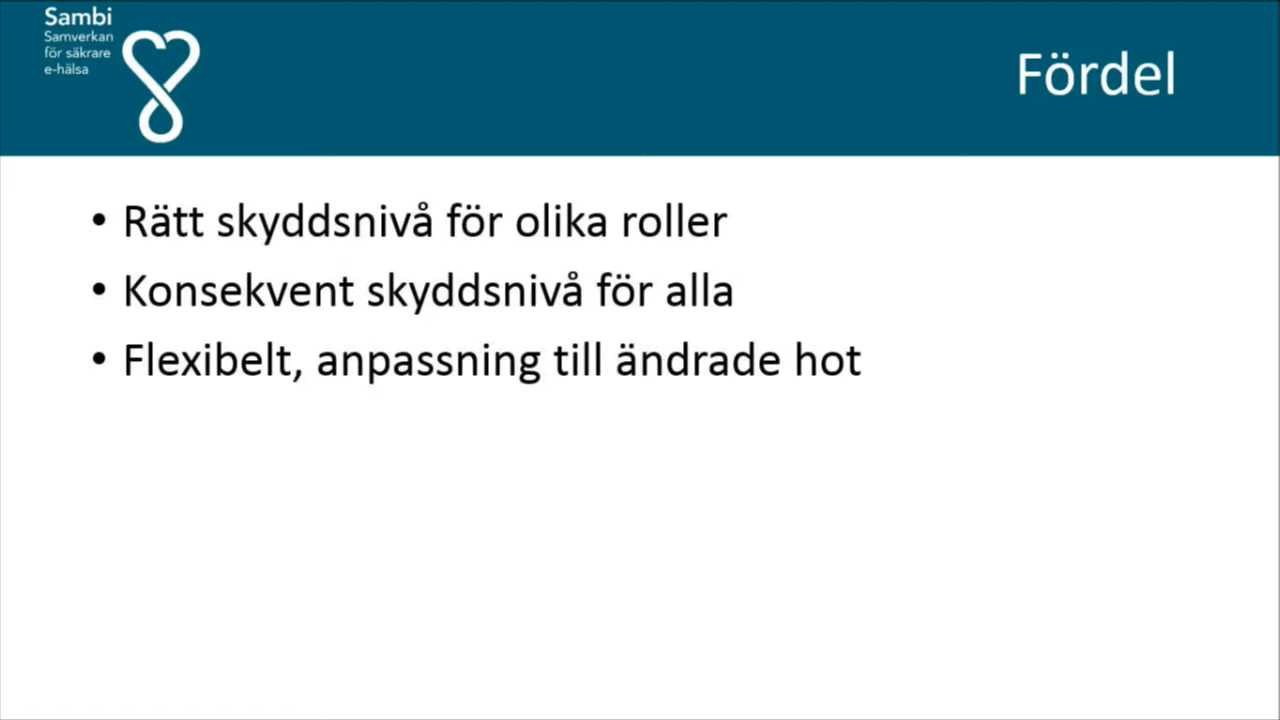 Sambi
Samverkan
för säkrare
e-hälsa
Fördel
• Rätt skyddsnivå för olika roller
• Konsekvent skyddsnivå för alla
• Flexibelt, anpassning till ändrade hot